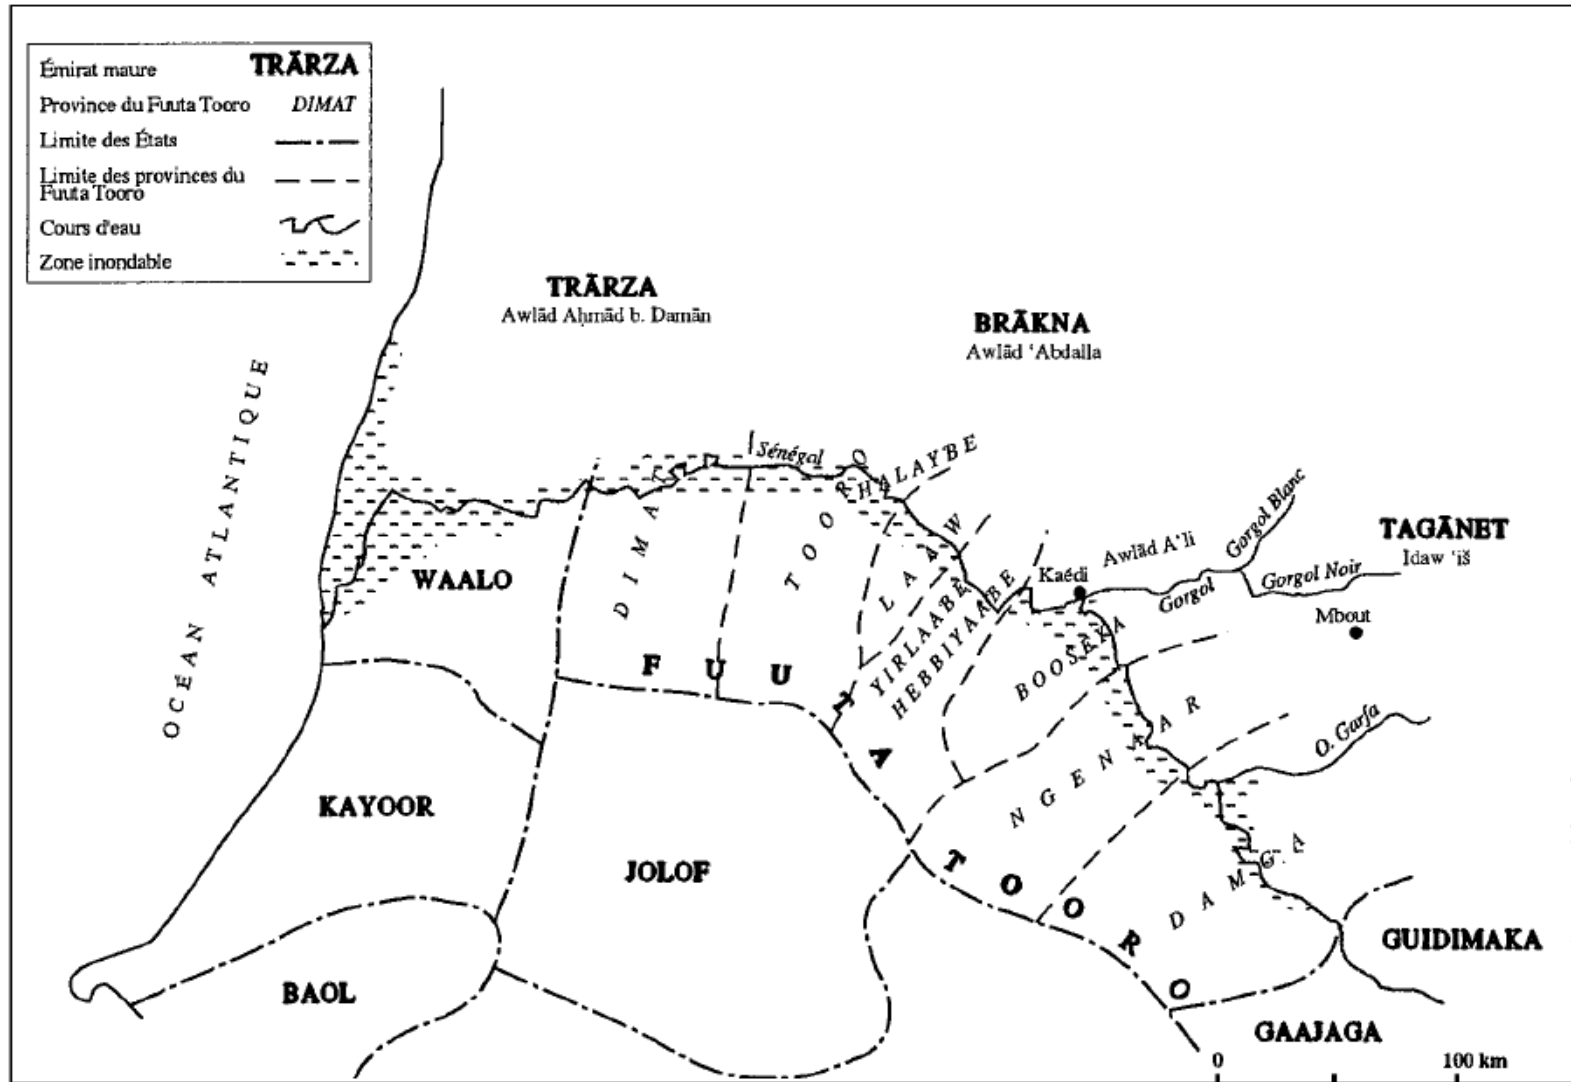 Émirat maure TRĀRZA
Province du Fuuta Tooro DIMAT
Limite des États
Limite des provinces du
Fuuta Tooro
Cours d'eau
Zone inondable
TRĀRZA
Awlād Aḥmād b. Damān
BRĀKNA
Awlād ‘Abdalla
OCÉAN ATLANTIQUE
Sénégal
HALAYBE
DIMAT
TOORO
LAAW
YIRLAABE
HEBBIYAABE
BOOSEKA
Kaédi
Awlād A‘li
Gorgol
Gorgol Blanc
Gorgol Noir
TAGĀNET
Idaw ‘iš
Mbout
WAALO
FUUTA TOORO
NGENAAR
O. Garfa
KAYOOR
JOLOF
DAMGA
GUIDIMAKA
BAOL
GAAJAGA
0 100 km